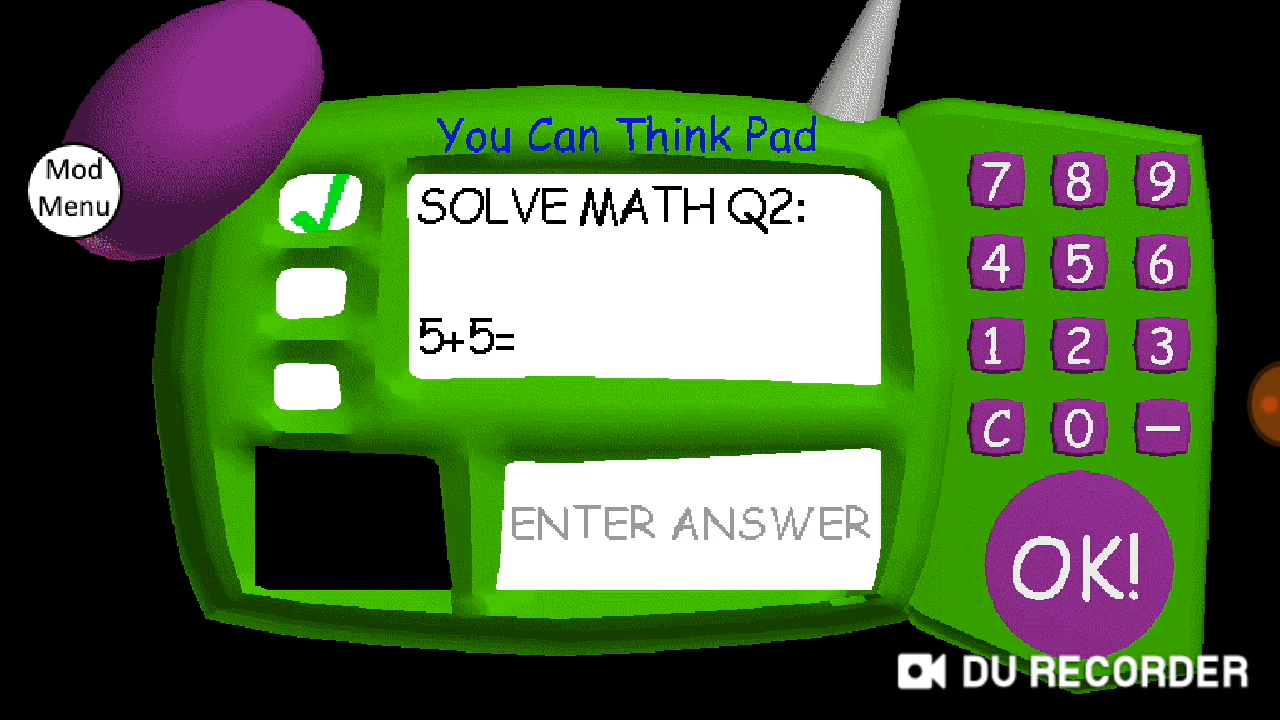 You Can Think Pad
Mod
Menu
SOLVE MATH Q2:
5+5=
ENTER ANSWER
7 8 9
4 5 6
1 2 3
C 0 −
OK!
DU RECORDER